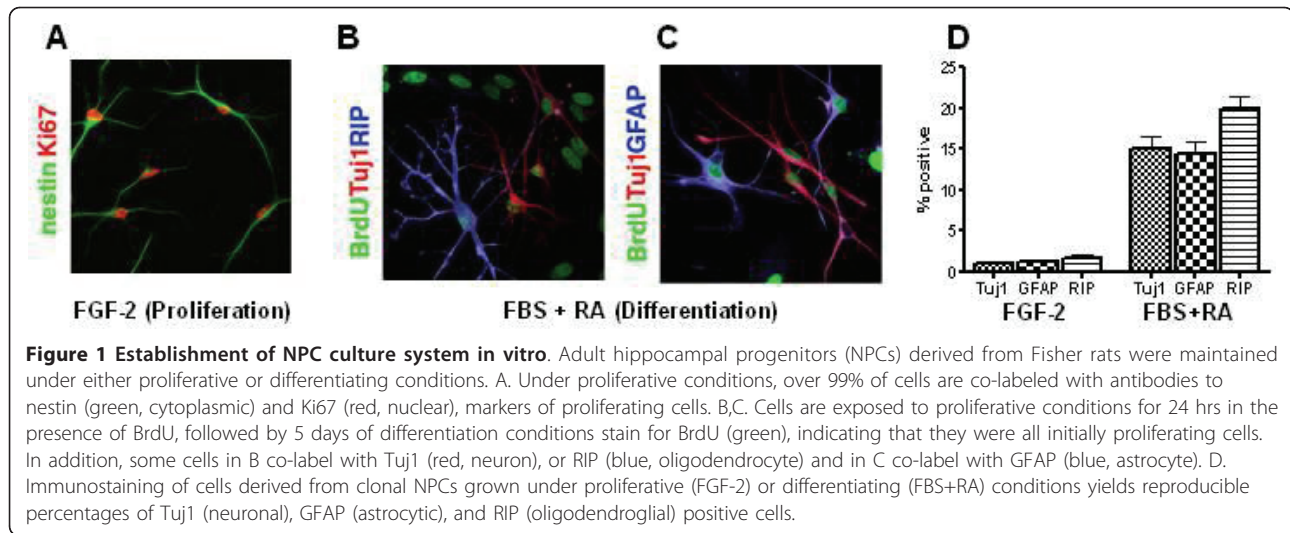 A
B
C
D
nestin Ki67
BrdUTuj1RIP
BrdUTuj1GFAP
% positive
25
20
15
10
5
0
Tuj1 GFAP RIP
Tuj1 GFAP RIP
FGF-2
FBS+RA
FGF-2 (Proliferation)
FBS + RA (Differentiation)
Figure 1 Establishment of NPC culture system in vitro. Adult hippocampal progenitors (NPCs) derived from Fisher rats were maintained
under either proliferative or differentiating conditions. A. Under proliferative conditions, over 99% of cells are co-labeled with antibodies to
nestin (green, cytoplasmic) and Ki67 (red, nuclear), markers of proliferating cells. B,C. Cells are exposed to proliferative conditions for 24 hrs in the
presence of BrdU, followed by 5 days of differentiation conditions stain for BrdU (green), indicating that they were all initially proliferating cells.
In addition, some cells in B co-label with Tuj1 (red, neuron), or RIP (blue, oligodendrocyte) and in C co-label with GFAP (blue, astrocyte). D.
Immunostaining of cells derived from clonal NPCs grown under proliferative (FGF-2) or differentiating (FBS+RA) conditions yields reproducible
percentages of Tuj1 (neuronal), GFAP (astrocytic), and RIP (oligodendroglial) positive cells.